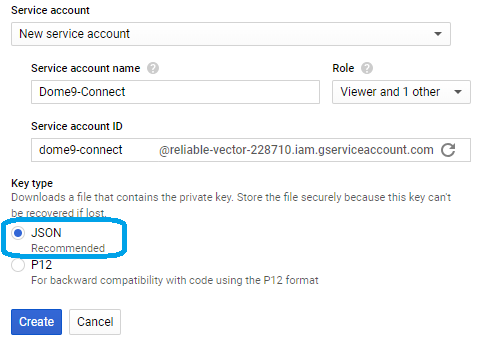 Service account
New service account
Service account name ? Role ?
Dome9-Connect Viewer and 1 other
Service account ID
dome9-connect @reliable-vector-228710.iam.gserviceaccount.com
Key type
Downloads a file that contains the private key. Store the file securely because this key can't
be recovered if lost.
JSON
Recommended
P12
For backward compatibility with code using the P12 format
Create Cancel